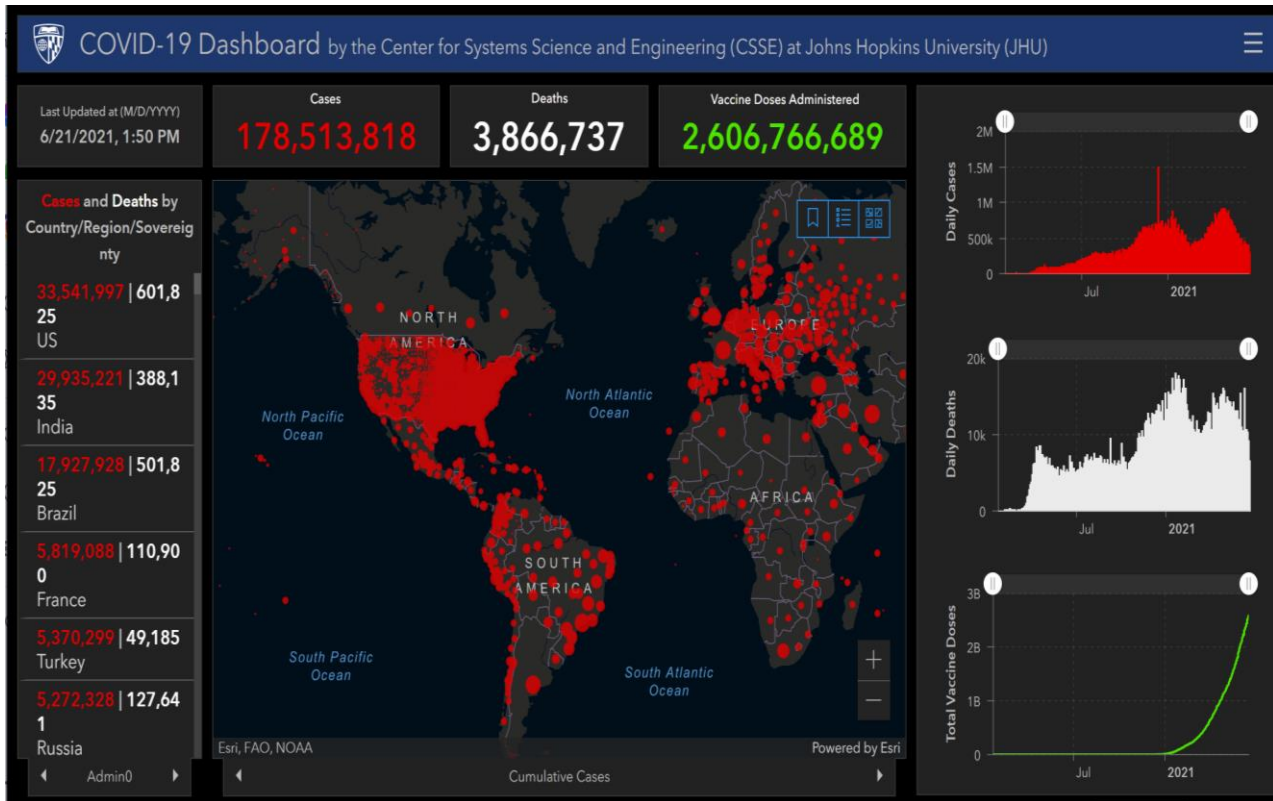 COVID-19 Dashboard by the Center for Systems Science and Engineering (CSSE) at Johns Hopkins University (JHU)
Last Updated at (M/D/YYYY)
6/21/2021, 1:50 PM
Cases
178,513,818
Deaths
3,866,737
Vaccine Doses Administered
2,606,766,689
Cases and Deaths by
Country/Region/Sovereig
nty
33,541,997 | 601,8
25
US
29,935,221 | 388,1
35
India
17,927,928 | 501,8
25
Brazil
5,819,088 | 110,90
0
France
5,370,299 | 49,185
Turkey
5,272,328 | 127,64
1
Russia
Admin0
NORTH
AMERICA
EUROPE
North Pacific
Ocean
North Atlantic
Ocean
AFRICA
SOUTH
AMERICA
South Pacific
Ocean
South Atlantic
Ocean
+
−
Esri, FAO, NOAA
Powered by Esri
Cumulative Cases
Daily Cases
2M
1.5M
1M
500k
0
Jul
2021
Daily Deaths
20k
10k
0
Jul
2021
Total Vaccine Doses
3B
2B
1B
0
Jul
2021